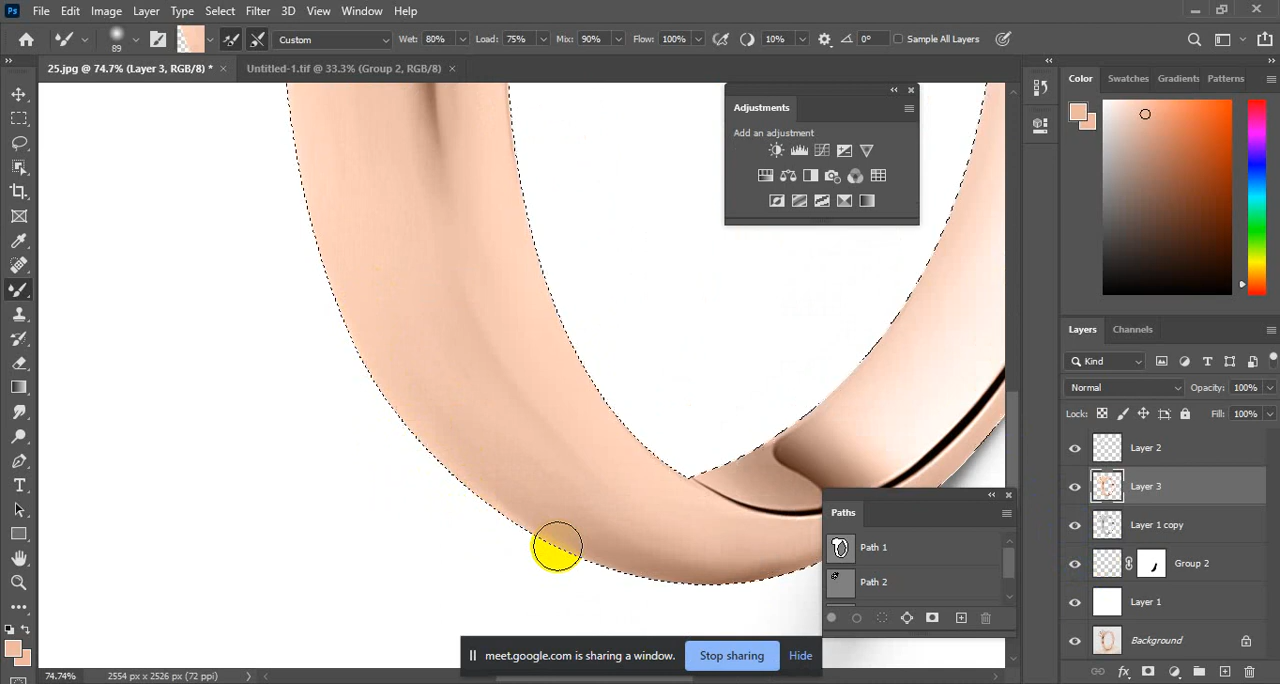 Ps File Edit Image Layer Type Select Filter 3D View Window Help
89 Custom Wet: 80% Load: 75% Mix: 90% Flow: 100% 10% 0° Sample All Layers
25.jpg @ 74.7% (Layer 3, RGB/8) * × Untitled-1.tif @ 33.3% (Group 2, RGB/8) ×
Color Swatches Gradients Patterns
Adjustments
Add an adjustment
Layers Channels
Kind
Normal Opacity: 100%
Lock: Fill: 100%
Layer 2
Layer 3
Layer 1 copy
Group 2
Layer 1
Background
Paths
Path 1
Path 2
meet.google.com is sharing a window. Stop sharing Hide
74.74% 2554 px x 2526 px (72 ppi)